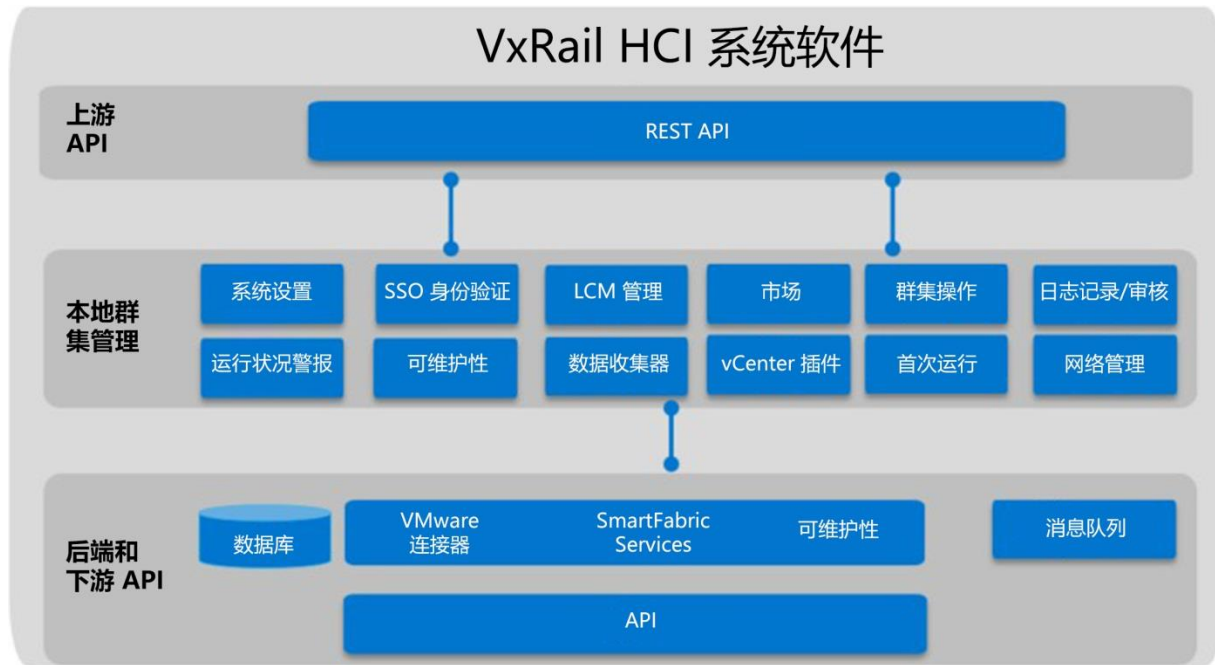 VxRail HCI 系统软件
上游
API
REST API
本地群
集管理
系统设置
SSO 身份验证
LCM 管理
市场
群集操作
日志记录/审核
运行状况警报
可维护性
数据收集器
vCenter 插件
首次运行
网络管理
后端和
下游 API
数据库
VMware
连接器
SmartFabric
Services
可维护性
消息队列
API